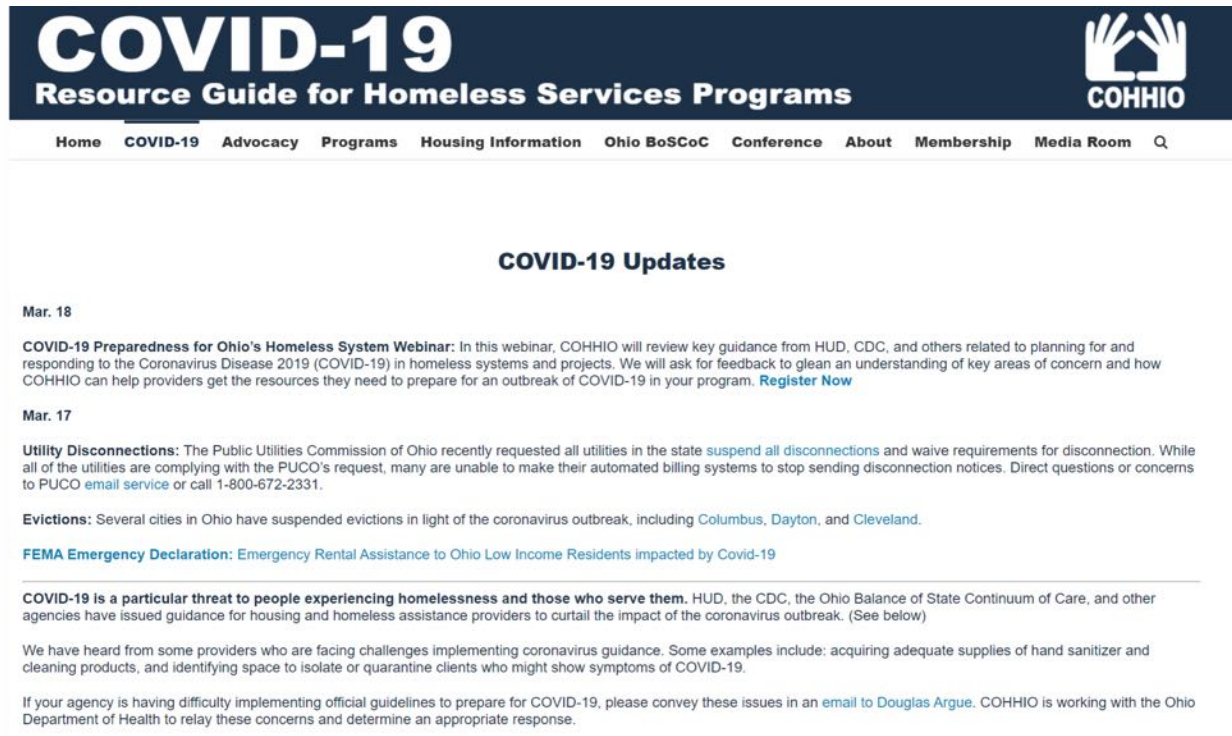 COVID-19
Resource Guide for Homeless Services Programs
COHHIO
Home COVID-19 Advocacy Programs Housing Information Ohio BoSCoC Conference About Membership Media Room
COVID-19 Updates
Mar. 18
COVID-19 Preparedness for Ohio's Homeless System Webinar: In this webinar, COHHIO will review key guidance from HUD, CDC, and others related to planning for and
responding to the Coronavirus Disease 2019 (COVID-19) in homeless systems and projects. We will ask for feedback to glean an understanding of key areas of concern and how
COHHIO can help providers get the resources they need to prepare for an outbreak of COVID-19 in your program. Register Now
Mar. 17
Utility Disconnections: The Public Utilities Commission of Ohio recently requested all utilities in the state suspend all disconnections and waive requirements for disconnection. While
all of the utilities are complying with the PUCO's request, many are unable to make their automated billing systems to stop sending disconnection notices. Direct questions or concerns
to PUCO email service or call 1-800-672-2331.
Evictions: Several cities in Ohio have suspended evictions in light of the coronavirus outbreak, including Columbus, Dayton, and Cleveland.
FEMA Emergency Declaration: Emergency Rental Assistance to Ohio Low Income Residents impacted by Covid-19
COVID-19 is a particular threat to people experiencing homelessness and those who serve them. HUD, the CDC, the Ohio Balance of State Continuum of Care, and other
agencies have issued guidance for housing and homeless assistance providers to curtail the impact of the coronavirus outbreak. (See below)
We have heard from some providers who are facing challenges implementing coronavirus guidance. Some examples include: acquiring adequate supplies of hand sanitizer and
cleaning products, and identifying space to isolate or quarantine clients who might show symptoms of COVID-19.
If your agency is having difficulty implementing official guidelines to prepare for COVID-19, please convey these issues in an email to Douglas Argue. COHHIO is working with the Ohio
Department of Health to relay these concerns and determine an appropriate response.